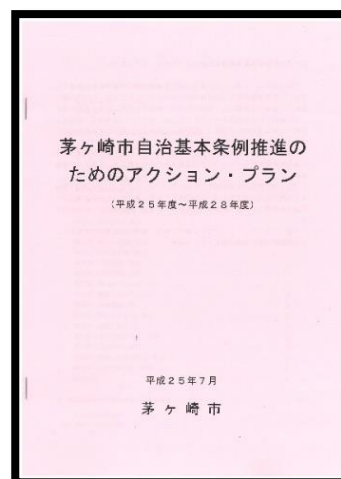 茅ヶ崎市自治基本条例推進の
ためのアクション・プラン
（平成２５年度～平成２８年度）
平成２５年７月
茅ヶ崎市